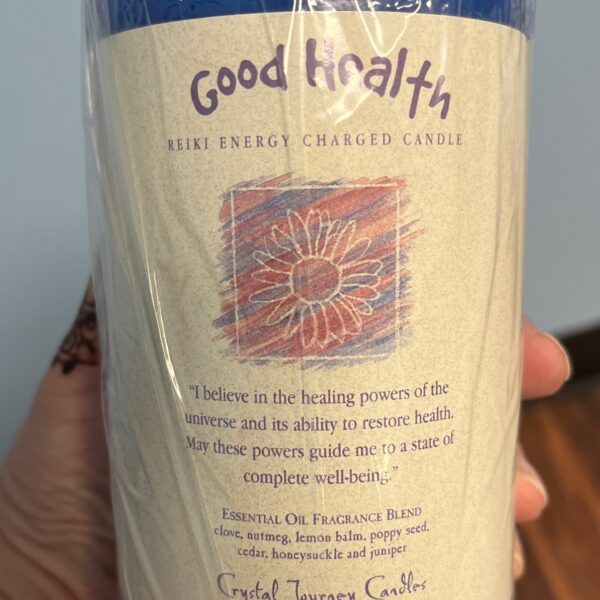 Good Health
REIKI ENERGY CHARGED CANDLE
"I believe in the healing powers of the
universe and its ability to restore health.
May these powers guide me to a state of
complete well-being."
ESSENTIAL OIL FRAGRANCE BLEND
clove, nutmeg, lemon balm, poppy seed,
cedar, honeysuckle and juniper
Crystal Journey Candles